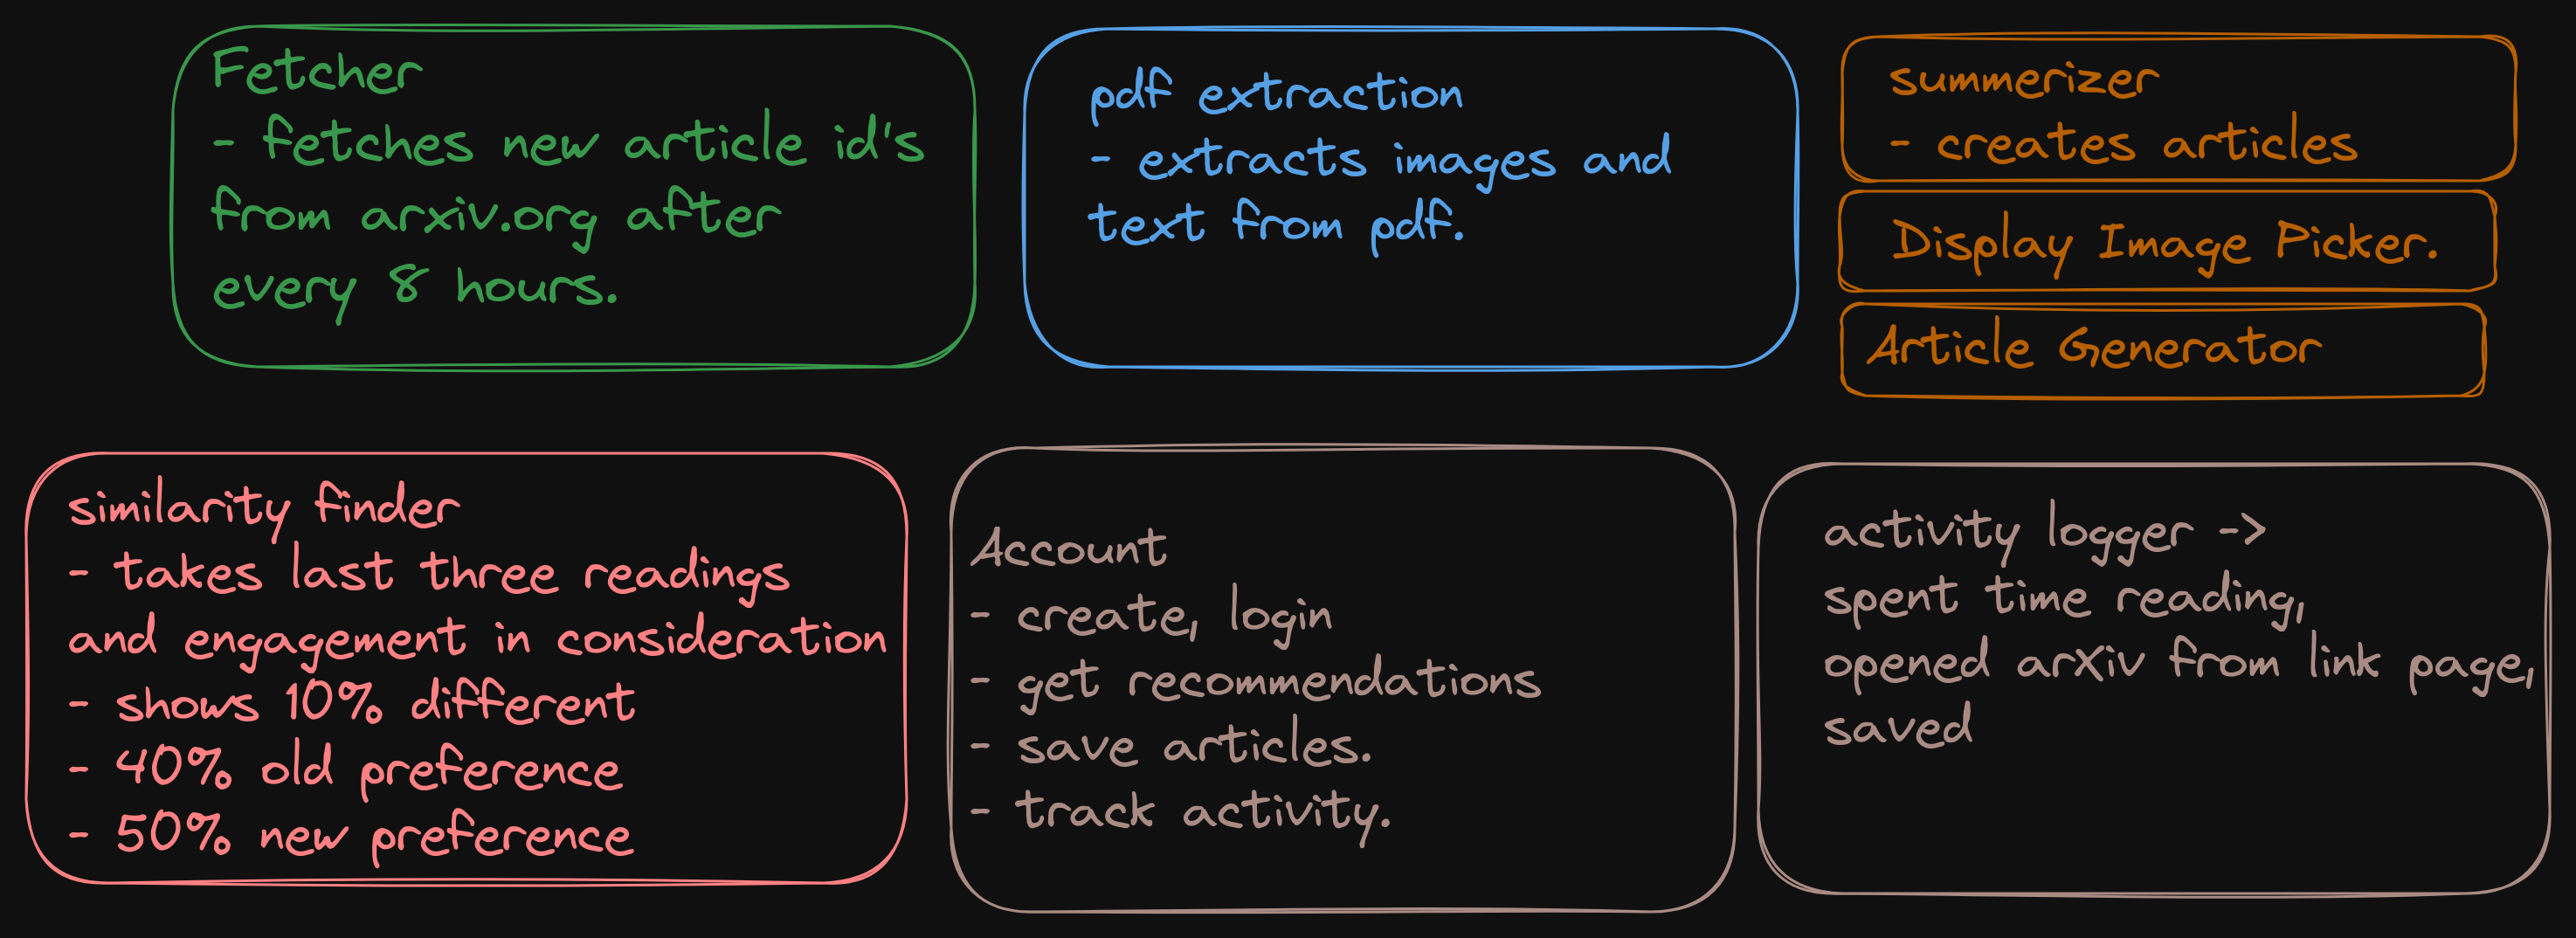 Fetcher
- fetches new article id's
from arxiv.org after
every 8 hours.
pdf extraction
- extracts images and
text from pdf.
summerizer
- creates articles
Display Image Picker.
Article Generator
similarity finder
- takes last three readings
and engagement in consideration
- shows 10% different
- 40% old preference
- 50% new preference
Account
- create, login
- get recommendations
- save articles.
- track activity.
activity logger ->
spent time reading,
opened arXiv from link page,
saved